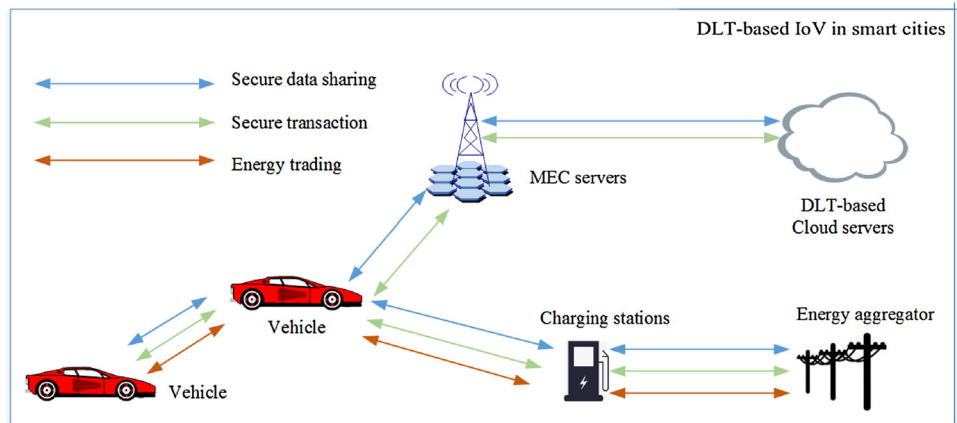 DLT-based IoV in smart cities
Secure data sharing
Secure transaction
Energy trading
MEC servers
DLT-based
Cloud servers
Vehicle
Charging stations
Energy aggregator
Vehicle